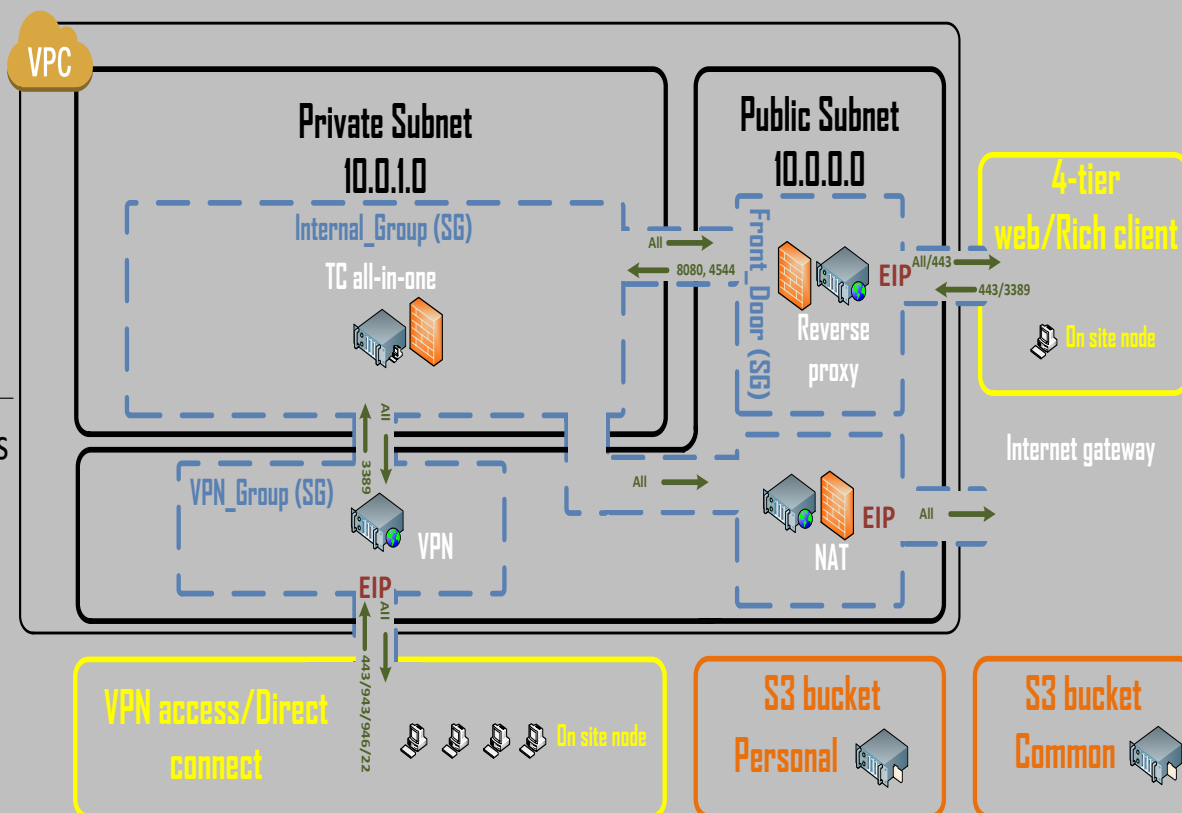 VPC
Private Subnet
10.0.1.0
Public Subnet
10.0.0.0
Internal_Group (SG)
TC all-in-one
All
8080, 4544
Front_Door (SG)
EIP
Reverse
proxy
All/443
443/3389
4-tier
web/Rich client
On site node
Internet gateway
s
All
3389
VPN_Group (SG)
VPN
EIP
All
443/943/946/22
All
NAT
EIP
All
VPN access/Direct
connect
On site node
S3 bucket
Personal
S3 bucket
Common